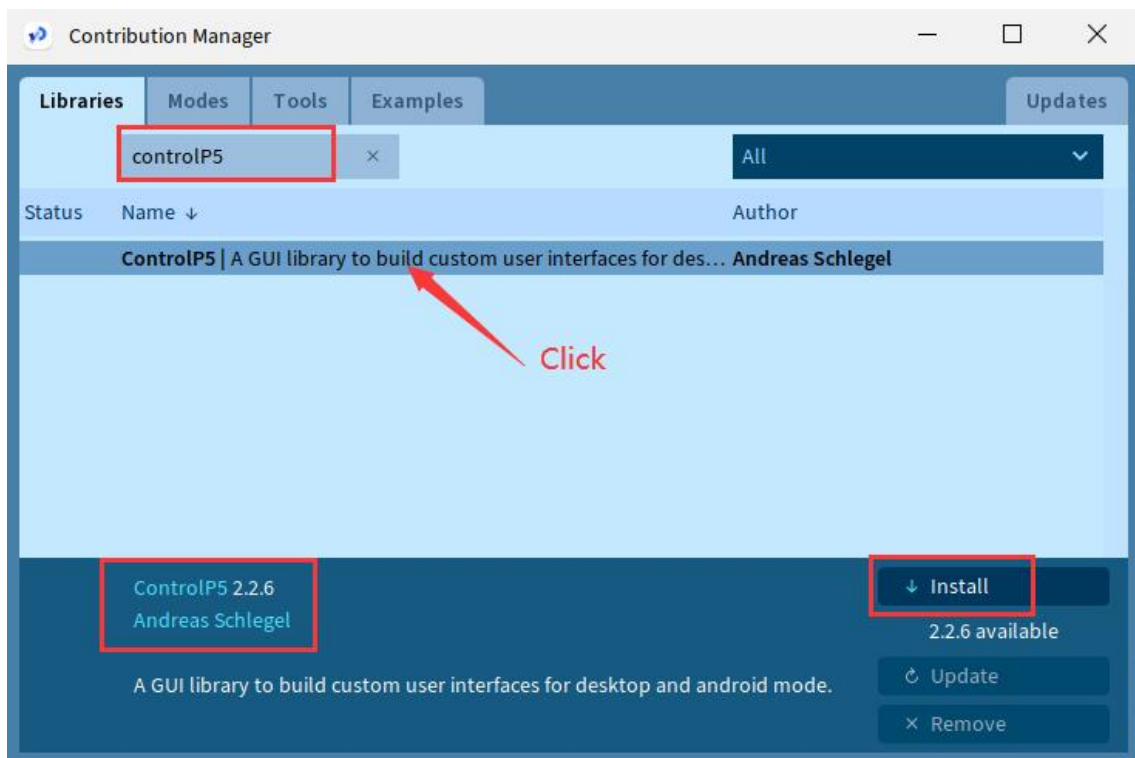 Contribution Manager
Libraries Modes Tools Examples Updates
controlP5 × All
Status Name ↓ Author
ControlP5 | A GUI library to build custom user interfaces for des... Andreas Schlegel
Click
ControlP5 2.2.6
Andreas Schlegel
A GUI library to build custom user interfaces for desktop and android mode.
↓ Install
2.2.6 available
Update
× Remove